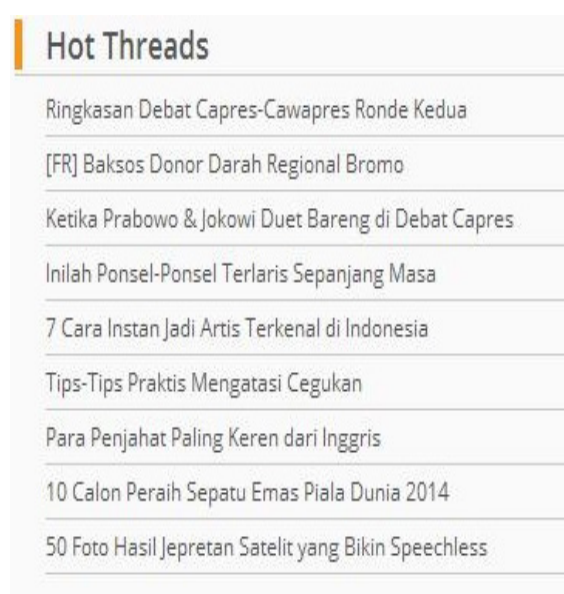 Hot Threads
Ringkasan Debat Capres-Cawapres Ronde Kedua
[FR] Baksos Donor Darah Regional Bromo
Ketika Prabowo & Jokowi Duet Bareng di Debat Capres
Inilah Ponsel-Ponsel Terlaris Sepanjang Masa
7 Cara Instan Jadi Artis Terkenal di Indonesia
Tips-Tips Praktis Mengatasi Cegukan
Para Penjahat Paling Keren dari Inggris
10 Calon Peraih Sepatu Emas Piala Dunia 2014
50 Foto Hasil Jepretan Satelit yang Bikin Speechless